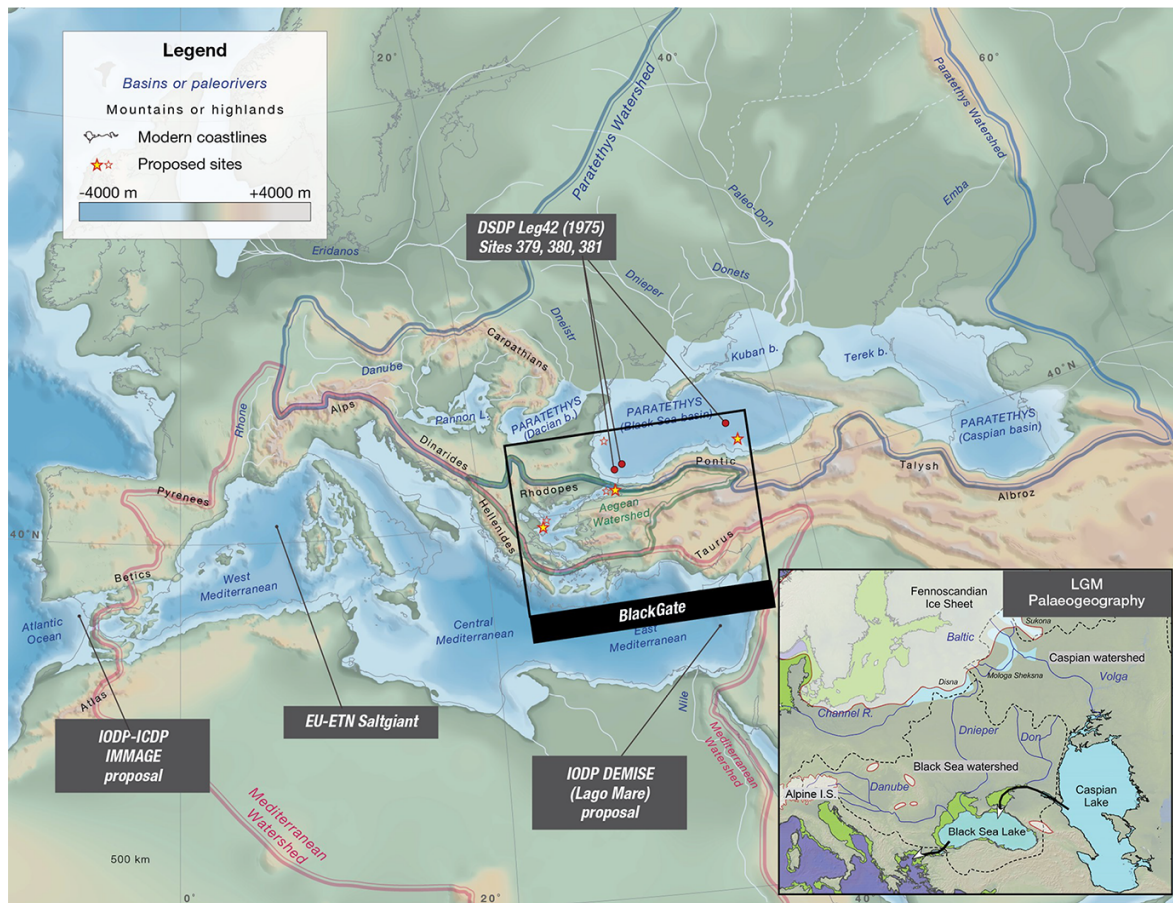 Legend
Basins or paleorivers
Mountains or highlands
Modern coastlines
Proposed sites
-4000 m
+4000 m
20°
40°
60°
Paratethys Watershed
Paratethys Watershed
Eridanos
DSDP Leg42 (1975)
Sites 379, 380, 381
Paleo-Don
Emba
Dnieper
Donets
Dneistr
Carpathians
Kuban b.
Terek b.
40°N
Danube
Pannon L.
PARATETHYS
(Dacian b.)
PARATETHYS
(Black Sea basin)
PARATETHYS
(Caspian basin)
Rhone
Alps
Dinarides
Pyrenees
Rhodopes
Pontic
Talysh
Albroz
Aegean
Watershed
Hellenides
Taurus
40°N
Betics
West
Mediterranean
Atlantic
Ocean
Central
Mediterranean
BlackGate
East
Mediterranean
Atlas
Nile
IODP-ICDP
IMMAGE
proposal
EU-ETN Saltgiant
IODP DEMISE
(Lago Mare)
proposal
Mediterranean
Watershed
Mediterranean
Watershed
500 km
0°
20°
LGM
Palaeogeography
Fennoscandian
Ice Sheet
Sukona
Baltic
Caspian watershed
Mologa Sheksna
Volga
Disna
Channel R.
Dnieper
Don
Black Sea watershed
Danube
Alpine I.S.
Caspian
Lake
Black Sea Lake